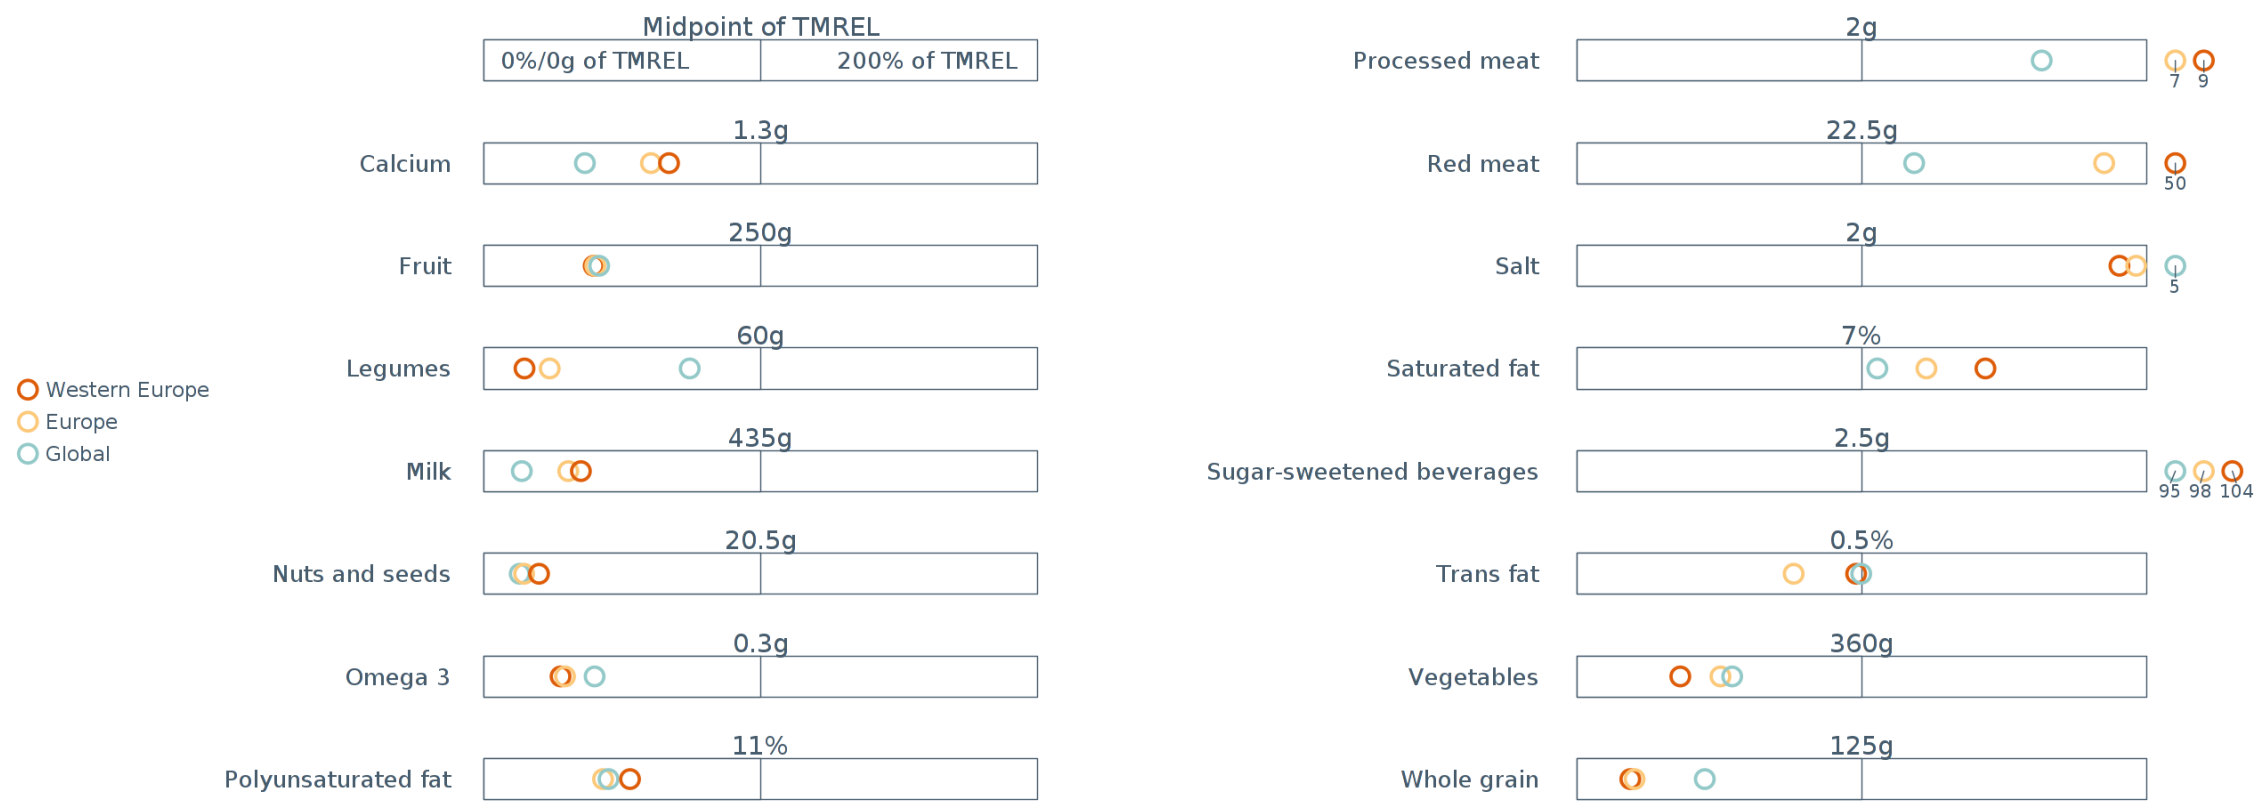 Midpoint of TMREL
0%/0g of TMREL 200% of TMREL
1.3g
Calcium
250g
Fruit
60g
Legumes
435g
Milk
20.5g
Nuts and seeds
0.3g
Omega 3
11%
Polyunsaturated fat
Western Europe
Europe
Global
2g
Processed meat
7 9
22.5g
Red meat
50
2g
Salt
5
7%
Saturated fat
2.5g
Sugar-sweetened beverages
95 98 104
0.5%
Trans fat
360g
Vegetables
125g
Whole grain